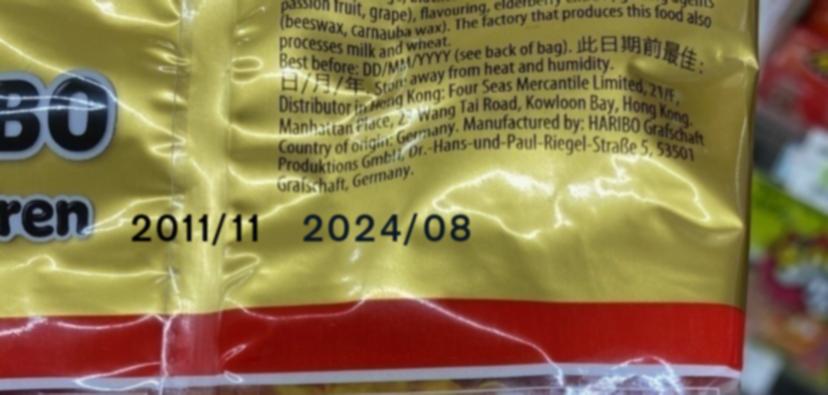 passion fruit, grape), flavouring,
(beeswax, carnauba wax). The factory that produces this food also
processes milk and wheat.
Best before: DD/MM/YYYY (see back of bag). 此日期前最佳:
日/月/年. Store away from heat and humidity.
Distributor in Hong Kong: Four Seas Mercantile Limited, 21/F,
Manhattan Place, 23 Wang Tai Road, Kowloon Bay, Hong Kong.
Country of origin: Germany. Manufactured by: HARIBO Grafschaft
Produktions GmbH, Dr.-Hans-und-Paul-Riegel-Straße 5, 53501
Grafschaft, Germany.
BO
ren
2011/11 2024/08